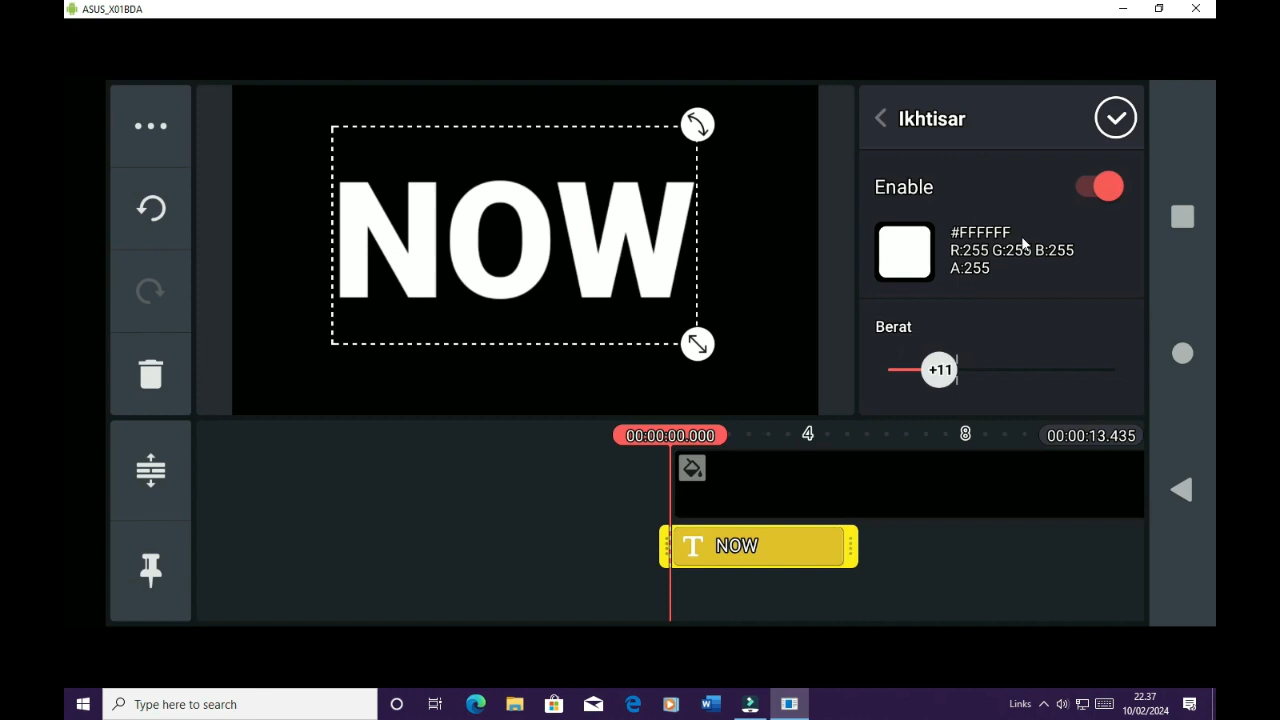 ASUS_X01BDA
NOW
Ikhtisar
Enable
#FFFFFF
R:255 G:255 B:255
A:255
Berat
+11
00:00:00.000
4
8
00:00:13.435
T NOW
Type here to search
Links
22.37
10/02/2024